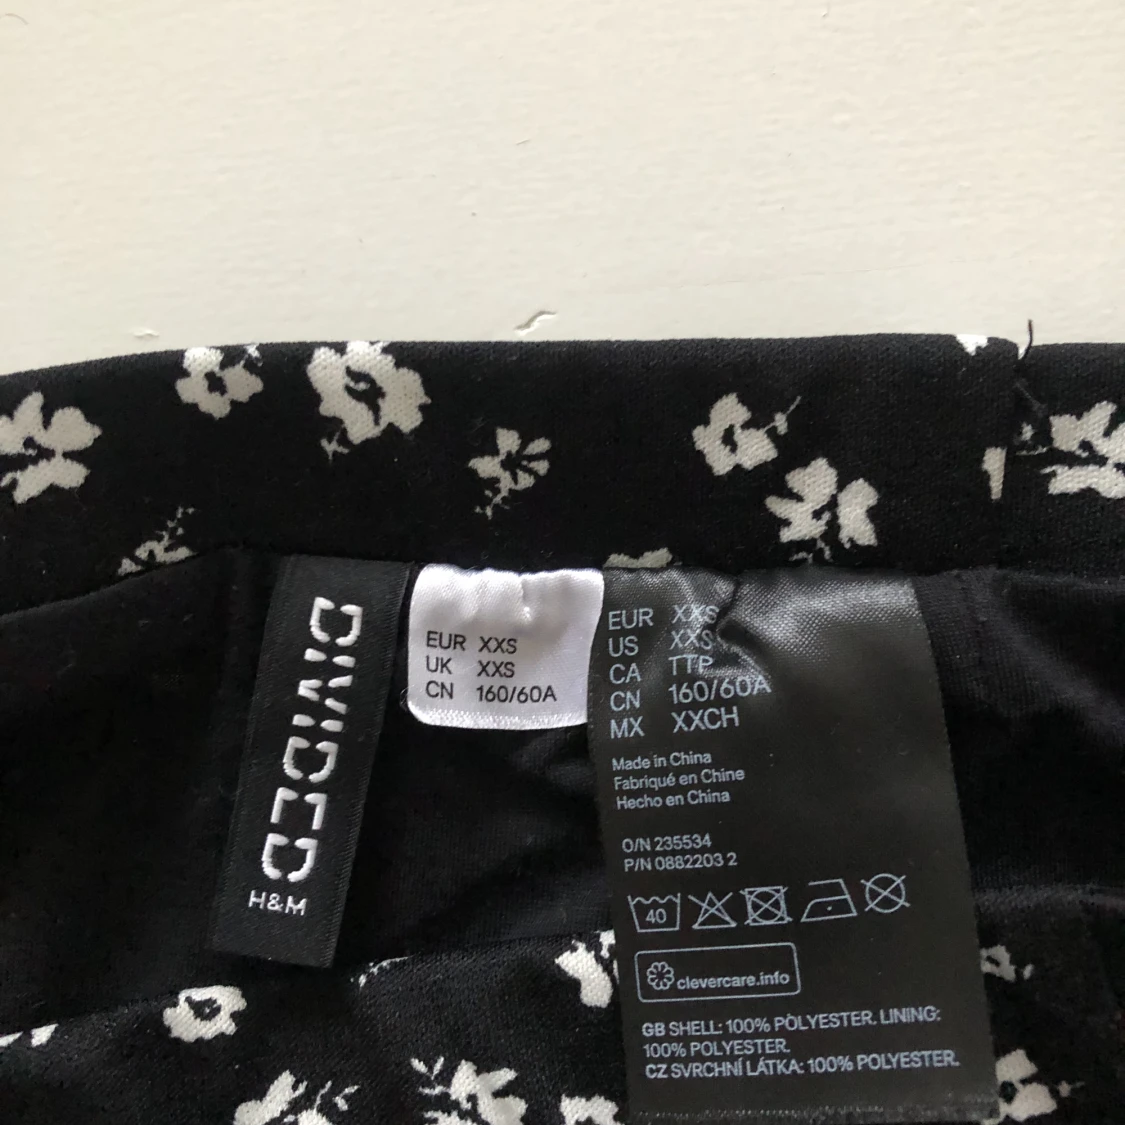 DIVIDED
H&M
EUR XXS
UK XXS
CN 160/60A
EUR XXS
US XXS
CA TTP
CN 160/60A
MX XXCH
Made in China
Fabriqué en Chine
Hecho en China
O/N 235534
P/N 0882203 2
40
clevercare.info
GB SHELL: 100% POLYESTER. LINING:
100% POLYESTER.
CZ SVRCHNÍ LÁTKA: 100% POLYESTER.